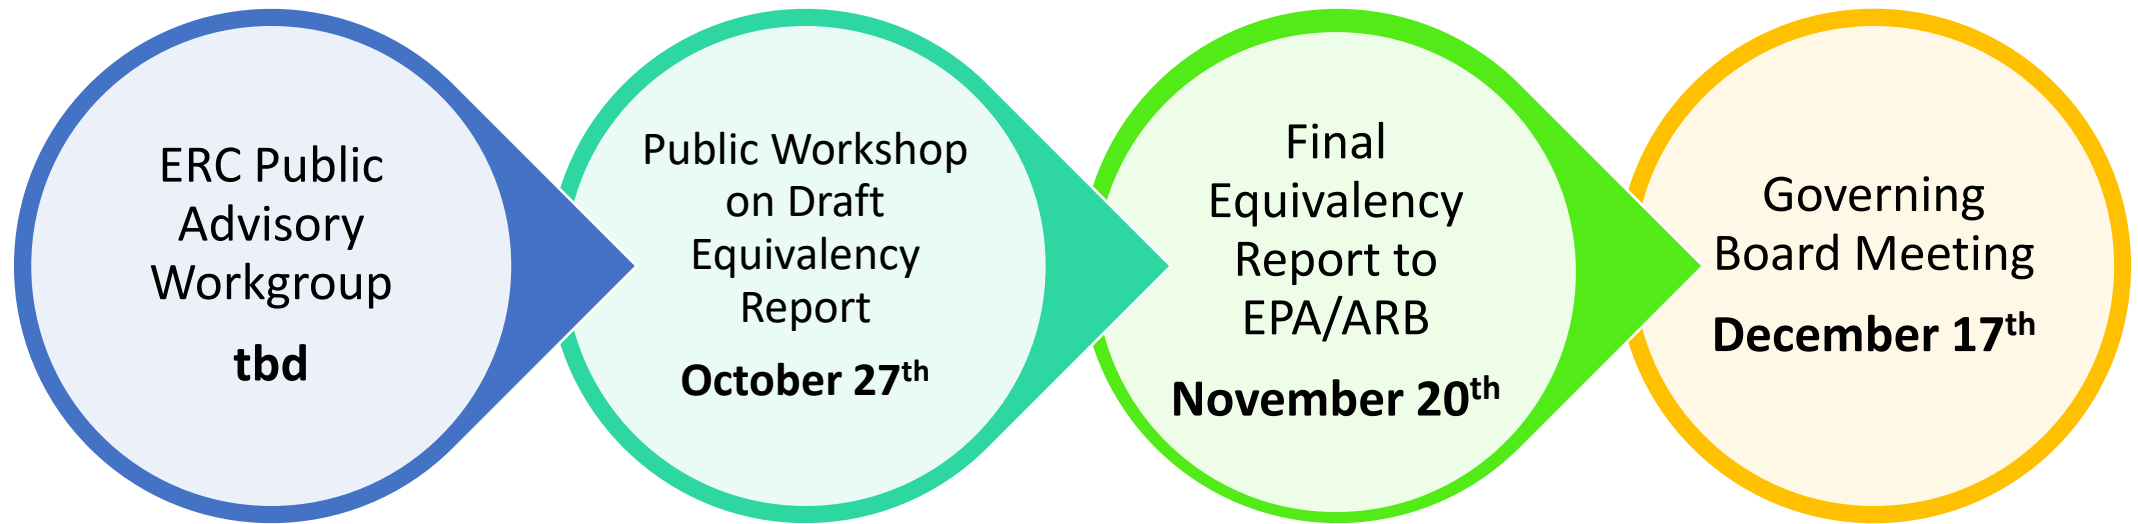 ERC Public
Advisory
Workgroup
tbd
Public Workshop
on Draft
Equivalency
Report
October 27th
Final
Equivalency
Report to
EPA/ARB
November 20th
Governing
Board Meeting
December 17th